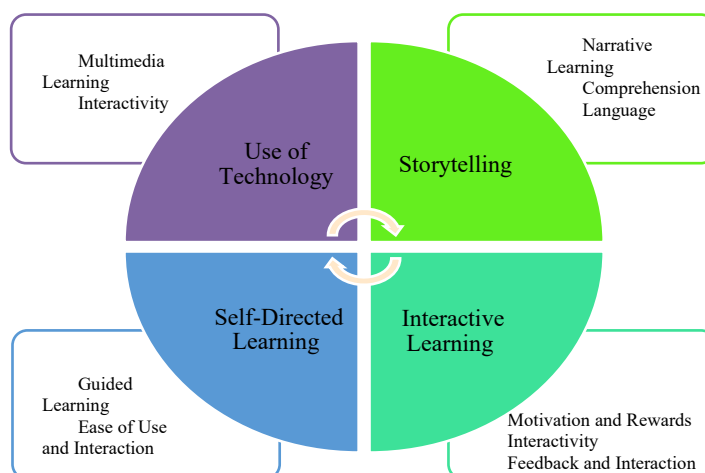 Multimedia
Learning
Interactivity
Narrative
Learning
Comprehension
Language
Use of
Technology
Storytelling
Self-Directed
Learning
Interactive
Learning
Guided
Learning
Ease of Use
and Interaction
Motivation and Rewards
Interactivity
Feedback and Interaction